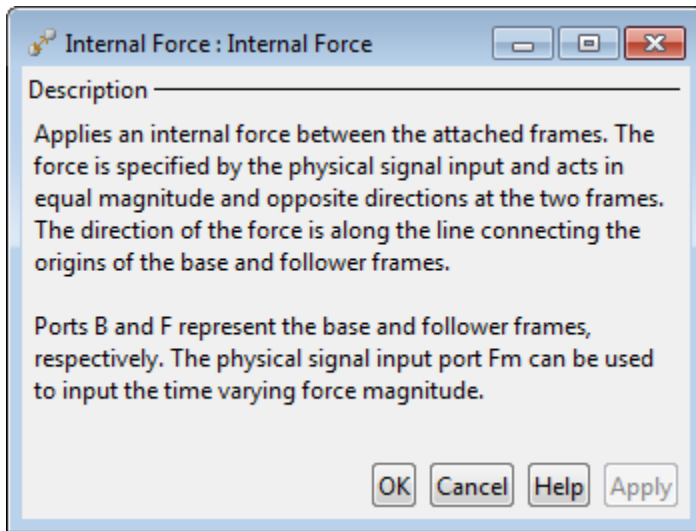 Internal Force : Internal Force
Description
Applies an internal force between the attached frames. The
force is specified by the physical signal input and acts in
equal magnitude and opposite directions at the two frames.
The direction of the force is along the line connecting the
origins of the base and follower frames.
Ports B and F represent the base and follower frames,
respectively. The physical signal input port Fm can be used
to input the time varying force magnitude.
OK Cancel Help Apply